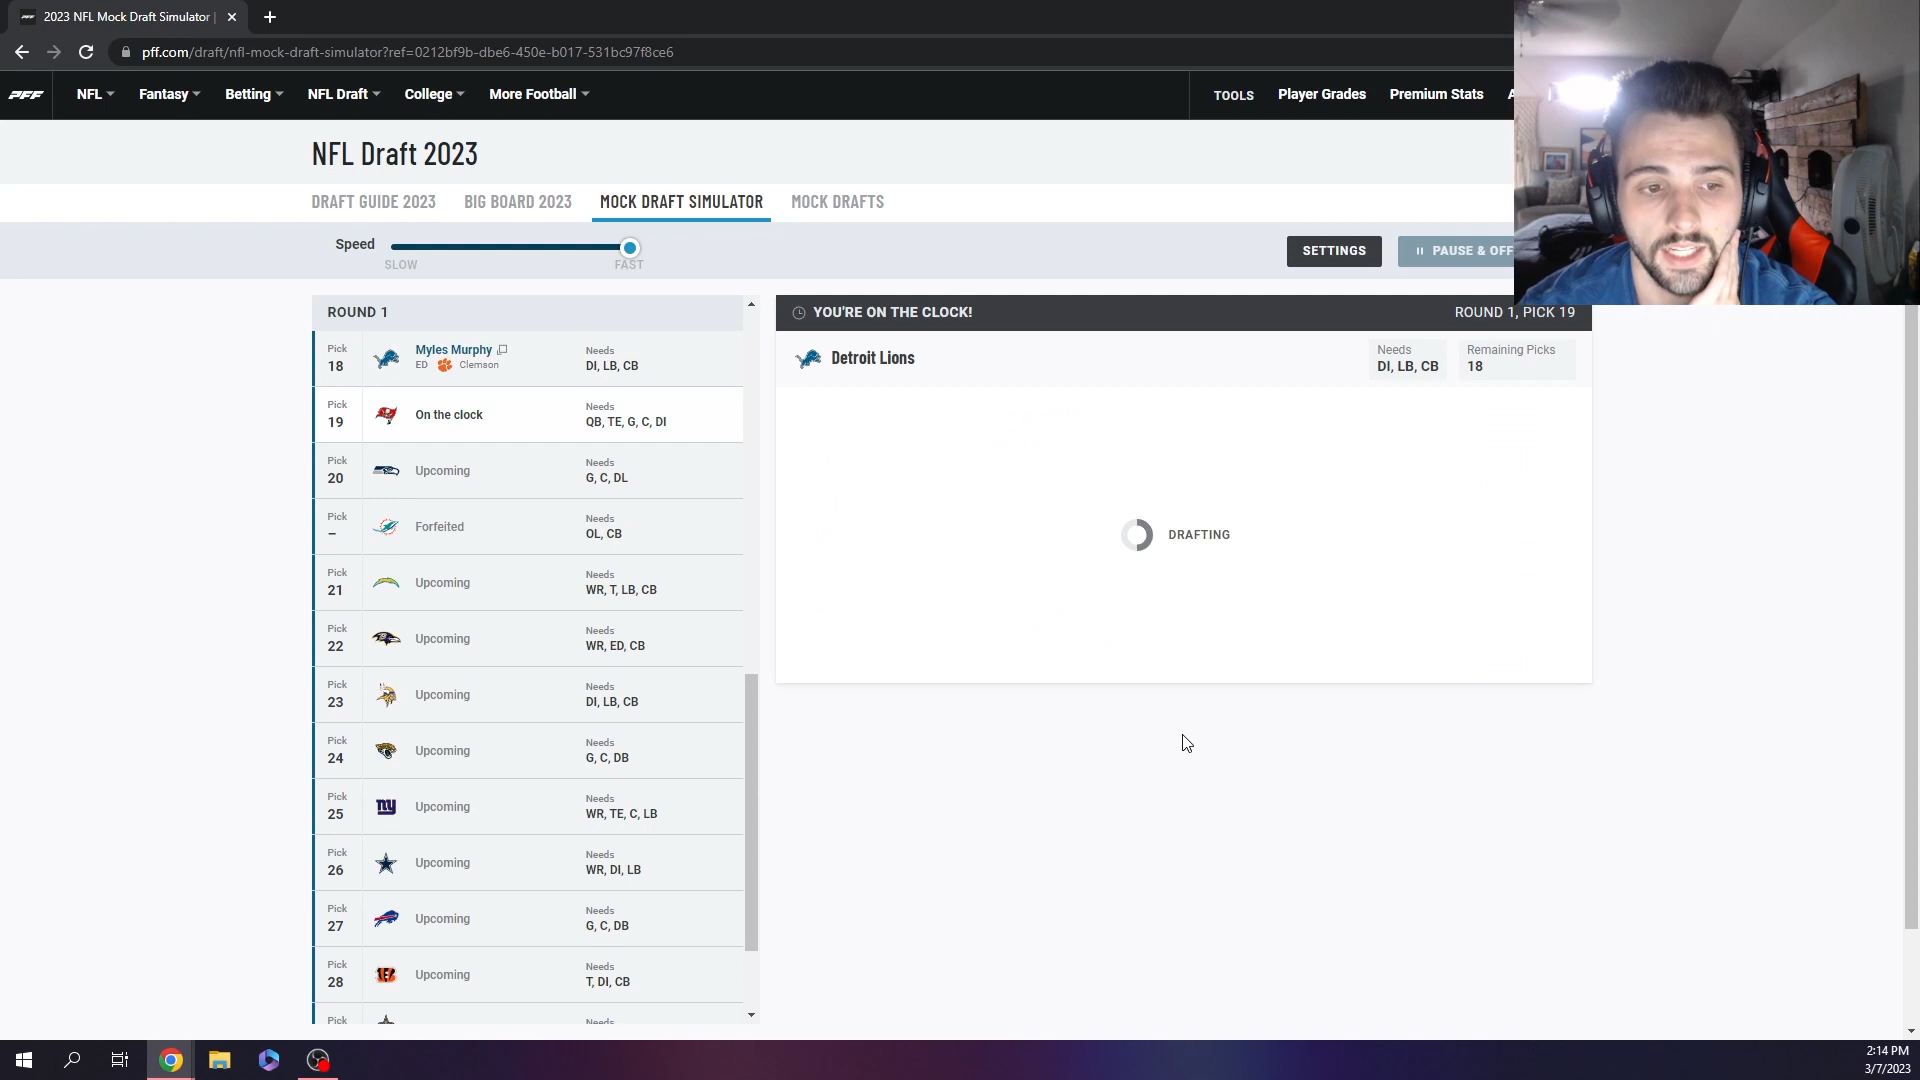 2023 NFL Mock Draft Simulator |
pff.com/draft/nfl-mock-draft-simulator?ref=0212bf9b-dbe6-450e-b017-531bc97f8ce6
PFF
NFL
Fantasy
Betting
NFL Draft
College
More Football
TOOLS
Player Grades
Premium Stats
NFL Draft 2023
DRAFT GUIDE 2023
BIG BOARD 2023
MOCK DRAFT SIMULATOR
MOCK DRAFTS
Speed
SLOW
FAST
SETTINGS
PAUSE & OFF
ROUND 1
Pick
18
Myles Murphy
ED
Clemson
Needs
DI, LB, CB
Pick
19
On the clock
Needs
QB, TE, G, C, DI
Pick
20
Upcoming
Needs
G, C, DL
Pick
–
Forfeited
Needs
OL, CB
Pick
21
Upcoming
Needs
WR, T, LB, CB
Pick
22
Upcoming
Needs
WR, ED, CB
Pick
23
Upcoming
Needs
DI, LB, CB
Pick
24
Upcoming
Needs
G, C, DB
Pick
25
ny
Upcoming
Needs
WR, TE, C, LB
Pick
26
Upcoming
Needs
WR, DI, LB
Pick
27
Upcoming
Needs
G, C, DB
Pick
28
Upcoming
Needs
T, DI, CB
Pick
Needs
YOU'RE ON THE CLOCK!
ROUND 1, PICK 19
Detroit Lions
Needs
DI, LB, CB
Remaining Picks
18
DRAFTING
2:14 PM
3/7/2023